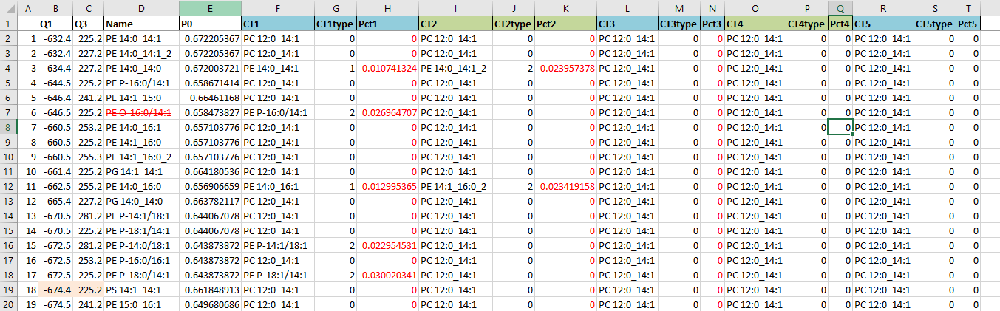 A B C D E F G H I J K L M N O P Q R S T
1 Q1 Q3 Name P0 CT1 CT1type Pct1 CT2 CT2type Pct2 CT3 CT3type Pct3 CT4 CT4type Pct4 CT5 CT5type Pct5
2 1 -632.4 225.2 PE 14:0_14:1 0.672205367 PC 12:0_14:1 0 0 PC 12:0_14:1 0 0 PC 12:0_14:1 0 0 PC 12:0_14:1 0 0 PC 12:0_14:1 0 0
3 2 -632.4 227.2 PE 14:0_14:1_2 0.672205367 PC 12:0_14:1 0 0 PC 12:0_14:1 0 0 PC 12:0_14:1 0 0 PC 12:0_14:1 0 0 PC 12:0_14:1 0 0
4 3 -634.4 227.2 PE 14:0_14:0 0.672003721 PE 14:0_14:1 1 0.010741324 PE 14:0_14:1_2 2 0.023957378 PC 12:0_14:1 0 0 PC 12:0_14:1 0 0 PC 12:0_14:1 0 0
5 4 -644.5 225.2 PE P-16:0/14:1 0.658671414 PC 12:0_14:1 0 0 PC 12:0_14:1 0 0 PC 12:0_14:1 0 0 PC 12:0_14:1 0 0 PC 12:0_14:1 0 0
6 5 -646.4 241.2 PE 14:1_15:0 0.66461168 PC 12:0_14:1 0 0 PC 12:0_14:1 0 0 PC 12:0_14:1 0 0 PC 12:0_14:1 0 0 PC 12:0_14:1 0 0
7 6 -646.5 225.2 PE O-16:0/14:1 0.658473827 PE P-16:0/14:1 2 0.026964707 PC 12:0_14:1 0 0 PC 12:0_14:1 0 0 PC 12:0_14:1 0 0 PC 12:0_14:1 0 0
8 7 -660.5 253.2 PE 14:0_16:1 0.657103776 PC 12:0_14:1 0 0 PC 12:0_14:1 0 0 PC 12:0_14:1 0 0 PC 12:0_14:1 0 0 PC 12:0_14:1 0 0
9 8 -660.5 225.2 PE 14:1_16:0 0.657103776 PC 12:0_14:1 0 0 PC 12:0_14:1 0 0 PC 12:0_14:1 0 0 PC 12:0_14:1 0 0 PC 12:0_14:1 0 0
10 9 -660.5 255.3 PE 14:1_16:0_2 0.657103776 PC 12:0_14:1 0 0 PC 12:0_14:1 0 0 PC 12:0_14:1 0 0 PC 12:0_14:1 0 0 PC 12:0_14:1 0 0
11 10 -661.4 225.2 PG 14:1_14:1 0.664180536 PC 12:0_14:1 0 0 PC 12:0_14:1 0 0 PC 12:0_14:1 0 0 PC 12:0_14:1 0 0 PC 12:0_14:1 0 0
12 11 -662.5 255.2 PE 14:0_16:0 0.656906659 PE 14:0_16:1 1 0.012995365 PE 14:1_16:0_2 2 0.023419158 PC 12:0_14:1 0 0 PC 12:0_14:1 0 0 PC 12:0_14:1 0 0
13 12 -665.4 227.2 PG 14:0_14:0 0.663782117 PC 12:0_14:1 0 0 PC 12:0_14:1 0 0 PC 12:0_14:1 0 0 PC 12:0_14:1 0 0 PC 12:0_14:1 0 0
14 13 -670.5 281.2 PE P-14:1/18:1 0.644067078 PC 12:0_14:1 0 0 PC 12:0_14:1 0 0 PC 12:0_14:1 0 0 PC 12:0_14:1 0 0 PC 12:0_14:1 0 0
15 14 -670.5 225.2 PE P-18:1/14:1 0.644067078 PC 12:0_14:1 0 0 PC 12:0_14:1 0 0 PC 12:0_14:1 0 0 PC 12:0_14:1 0 0 PC 12:0_14:1 0 0
16 15 -672.5 281.2 PE P-14:0/18:1 0.643873872 PE P-14:1/18:1 2 0.022954531 PC 12:0_14:1 0 0 PC 12:0_14:1 0 0 PC 12:0_14:1 0 0 PC 12:0_14:1 0 0
17 16 -672.5 253.2 PE P-16:0/16:1 0.643873872 PC 12:0_14:1 0 0 PC 12:0_14:1 0 0 PC 12:0_14:1 0 0 PC 12:0_14:1 0 0 PC 12:0_14:1 0 0
18 17 -672.5 225.2 PE P-18:0/14:1 0.643873872 PE P-18:1/14:1 2 0.030020341 PC 12:0_14:1 0 0 PC 12:0_14:1 0 0 PC 12:0_14:1 0 0 PC 12:0_14:1 0 0
19 18 -674.4 225.2 PS 14:1_14:1 0.661848913 PC 12:0_14:1 0 0 PC 12:0_14:1 0 0 PC 12:0_14:1 0 0 PC 12:0_14:1 0 0 PC 12:0_14:1 0 0
20 19 -674.5 241.2 PE 15:0_16:1 0.649680686 PC 12:0_14:1 0 0 PC 12:0_14:1 0 0 PC 12:0_14:1 0 0 PC 12:0_14:1 0 0 PC 12:0_14:1 0 0